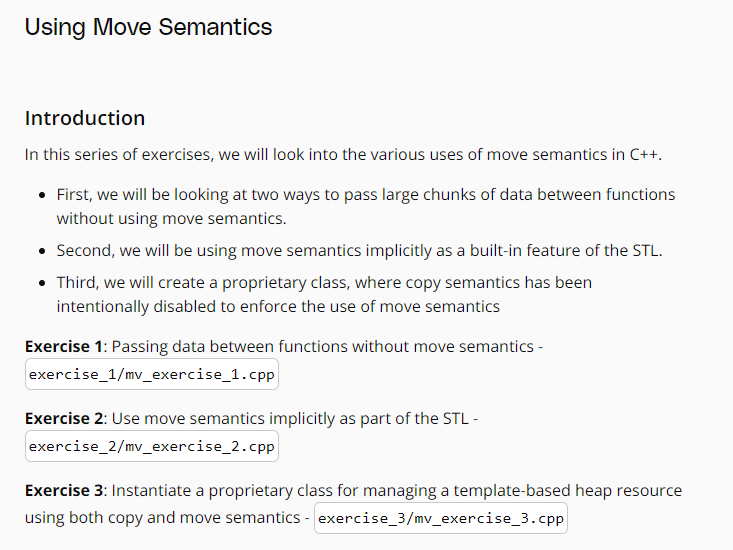 Using Move Semantics
Introduction
In this series of exercises, we will look into the various uses of move semantics in C++.
• First, we will be looking at two ways to pass large chunks of data between functions
without using move semantics.
• Second, we will be using move semantics implicitly as a built-in feature of the STL.
• Third, we will create a proprietary class, where copy semantics has been
intentionally disabled to enforce the use of move semantics
Exercise 1: Passing data between functions without move semantics -
exercise_1/mv_exercise_1.cpp
Exercise 2: Use move semantics implicitly as part of the STL -
exercise_2/mv_exercise_2.cpp
Exercise 3: Instantiate a proprietary class for managing a template-based heap resource
using both copy and move semantics - exercise_3/mv_exercise_3.cpp